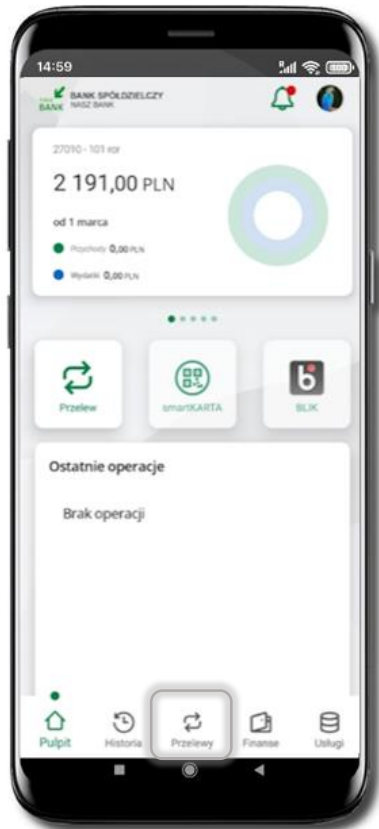 14:59
BANK SPÓŁDZIELCZY
BANK NASZ BANK
27010 - 101 ror
2 191,00 PLN
od 1 marca
Przychody 0,00 PLN
Wydatki 0,00 PLN
Przelew smartKARTA BLIK
Ostatnie operacje
Brak operacji
Pulpit Historia Przelewy Finanse Usługi